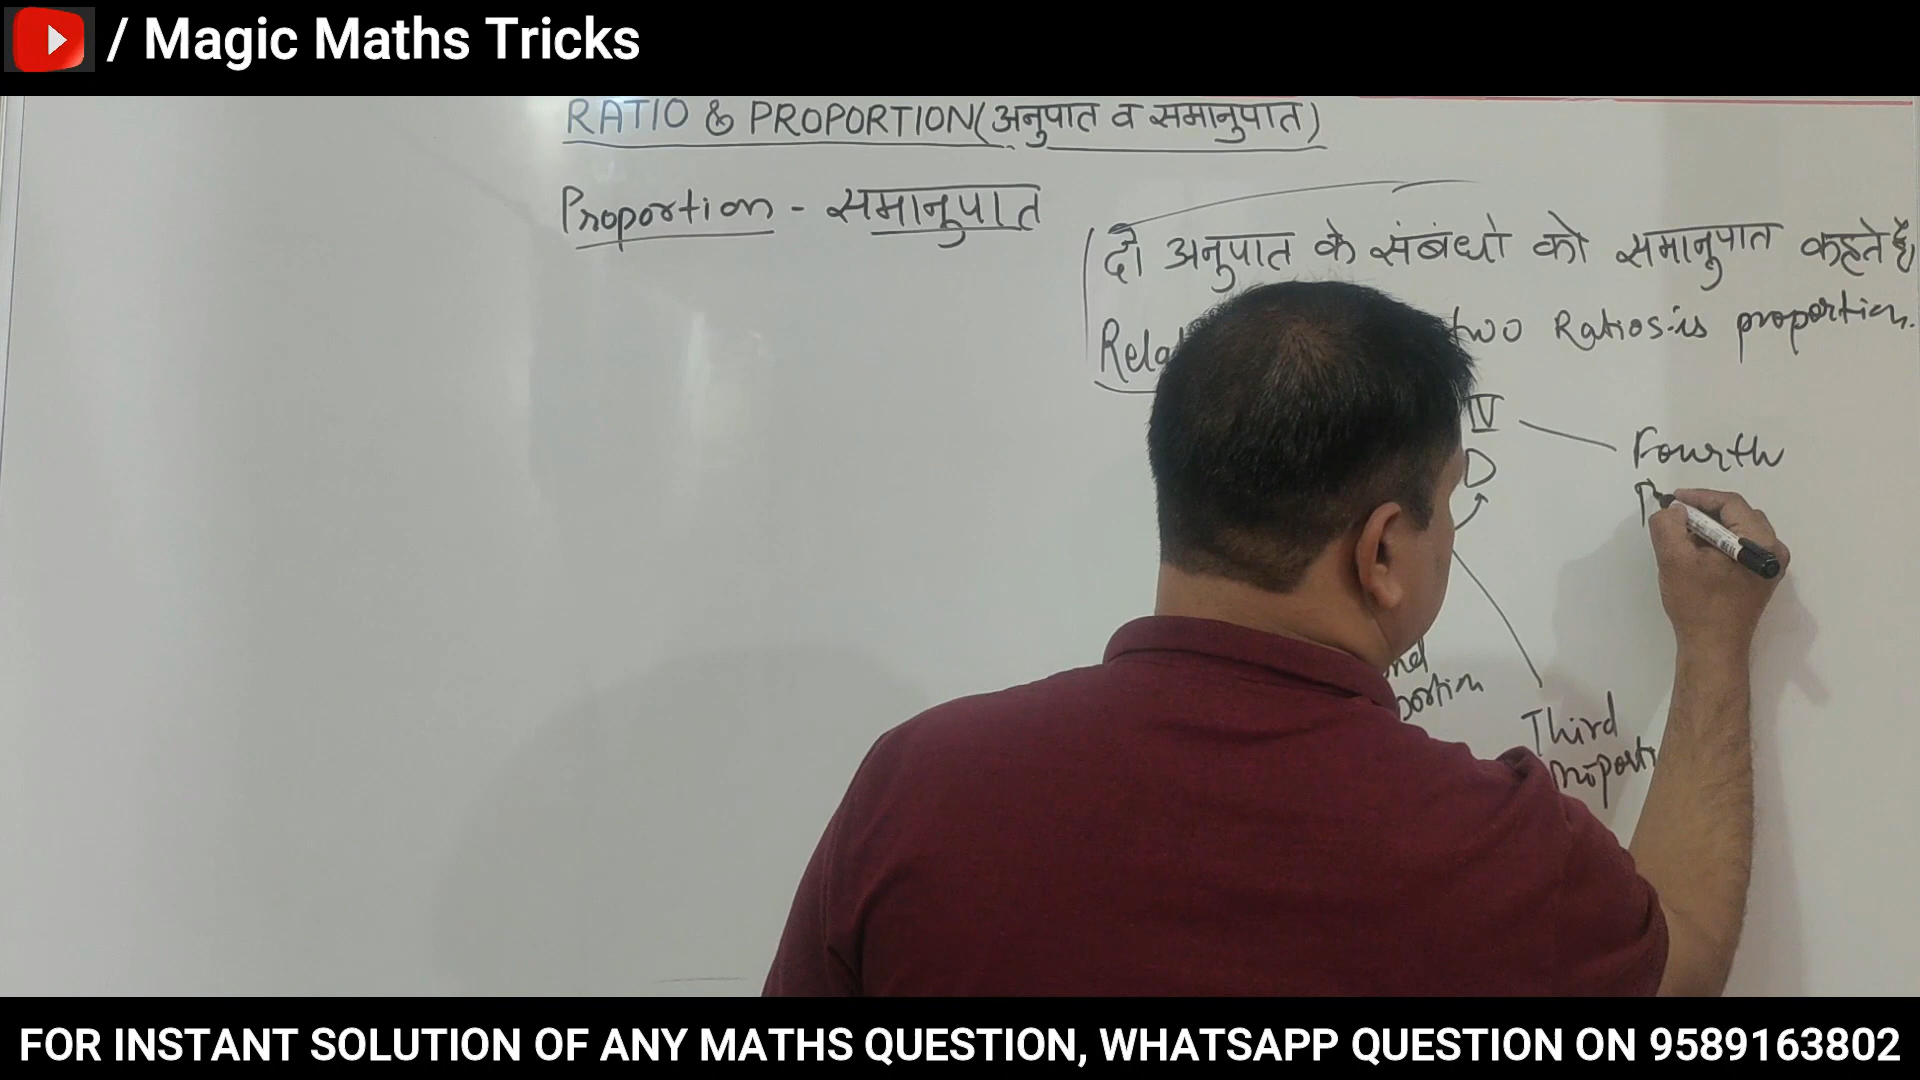 / Magic Maths Tricks
RATIO & PROPORTION(अनुपात व समानुपात)
Proportion - समानुपात
दो अनुपात के संबंधो को समानुपात कहते है,
two Ratios is proportion.
IV
D
Fourth
Third
FOR INSTANT SOLUTION OF ANY MATHS QUESTION, WHATSAPP QUESTION ON 9589163802